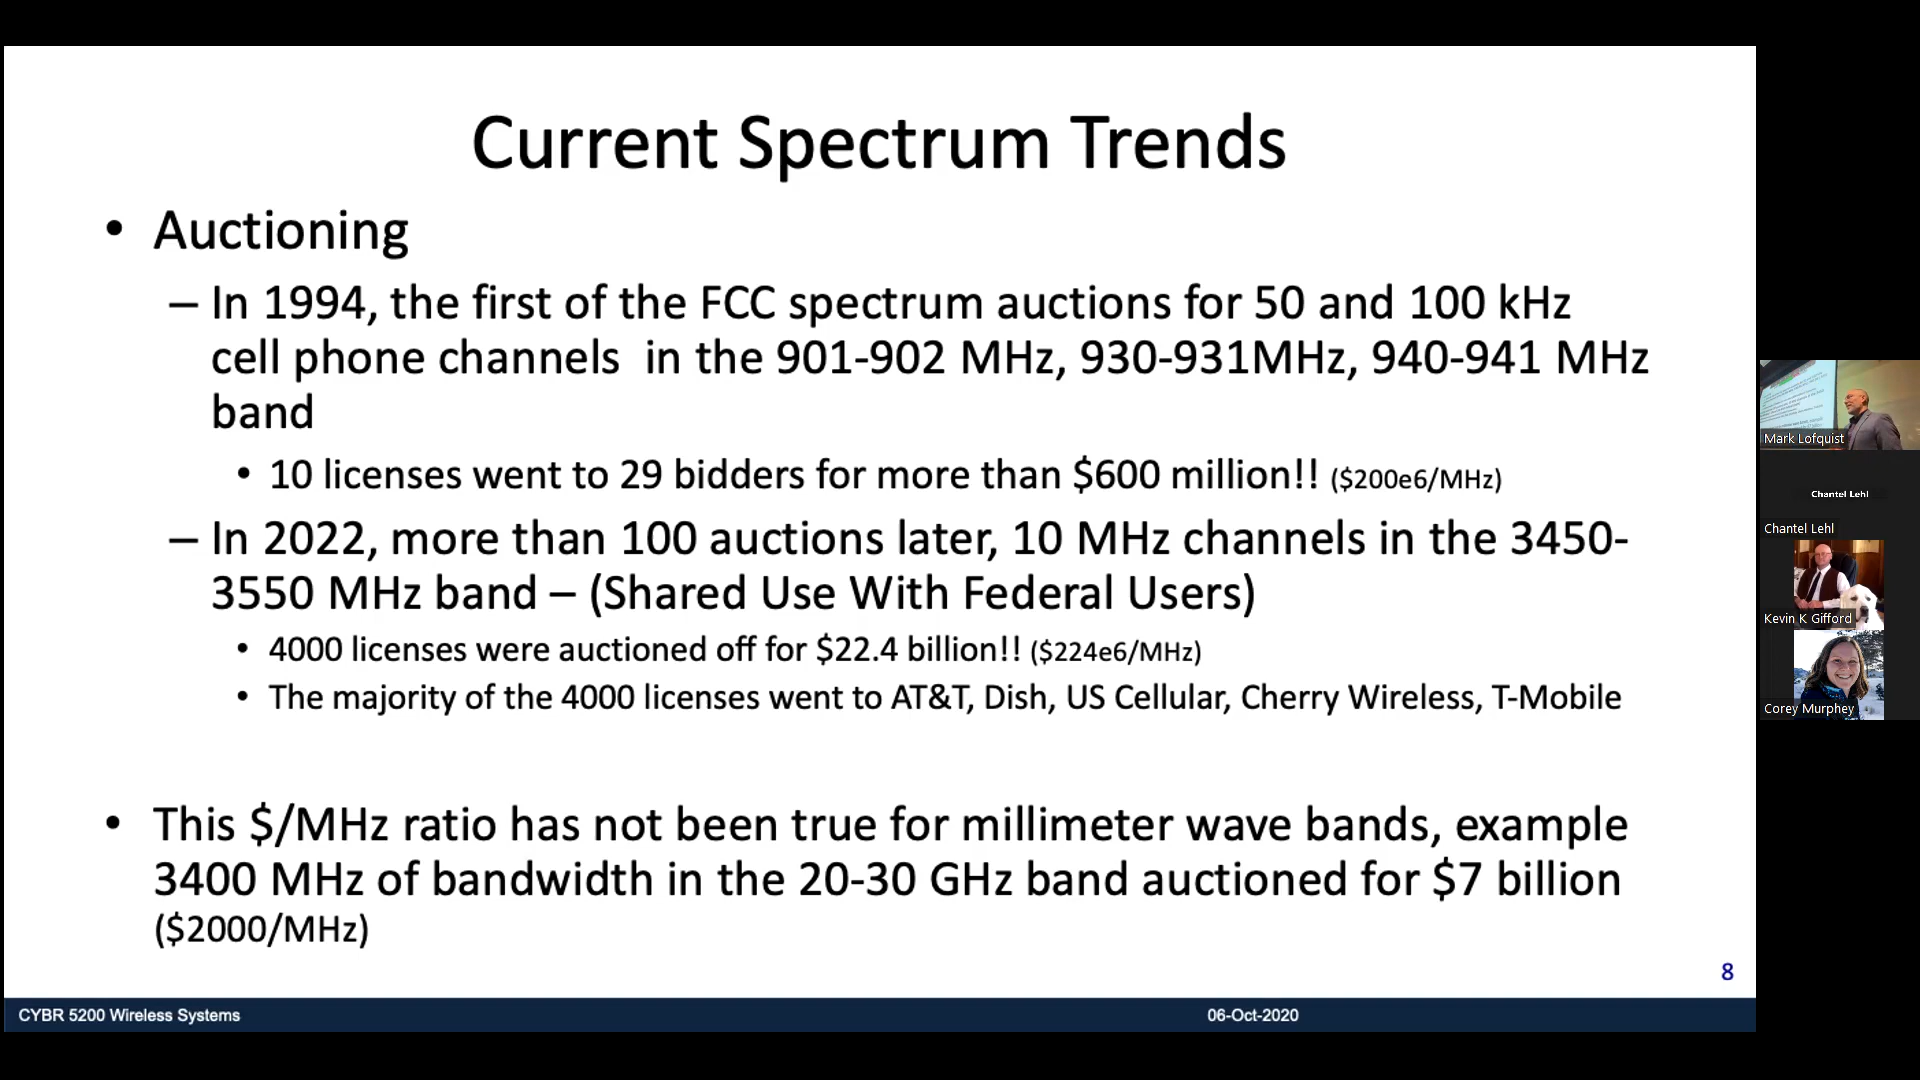 Current Spectrum Trends
• Auctioning
– In 1994, the first of the FCC spectrum auctions for 50 and 100 kHz
cell phone channels  in the 901-902 MHz, 930-931MHz, 940-941 MHz
band
• 10 licenses went to 29 bidders for more than $600 million!! ($200e6/MHz)
– In 2022, more than 100 auctions later, 10 MHz channels in the 3450-
3550 MHz band – (Shared Use With Federal Users)
• 4000 licenses were auctioned off for $22.4 billion!! ($224e6/MHz)
• The majority of the 4000 licenses went to AT&T, Dish, US Cellular, Cherry Wireless, T-Mobile
• This $/MHz ratio has not been true for millimeter wave bands, example
3400 MHz of bandwidth in the 20-30 GHz band auctioned for $7 billion
($2000/MHz)
8
CYBR 5200 Wireless Systems
06-Oct-2020
Mark Lofquist
Chantel Lehl
Chantel Lehl
Kevin K Gifford
Corey Murphey